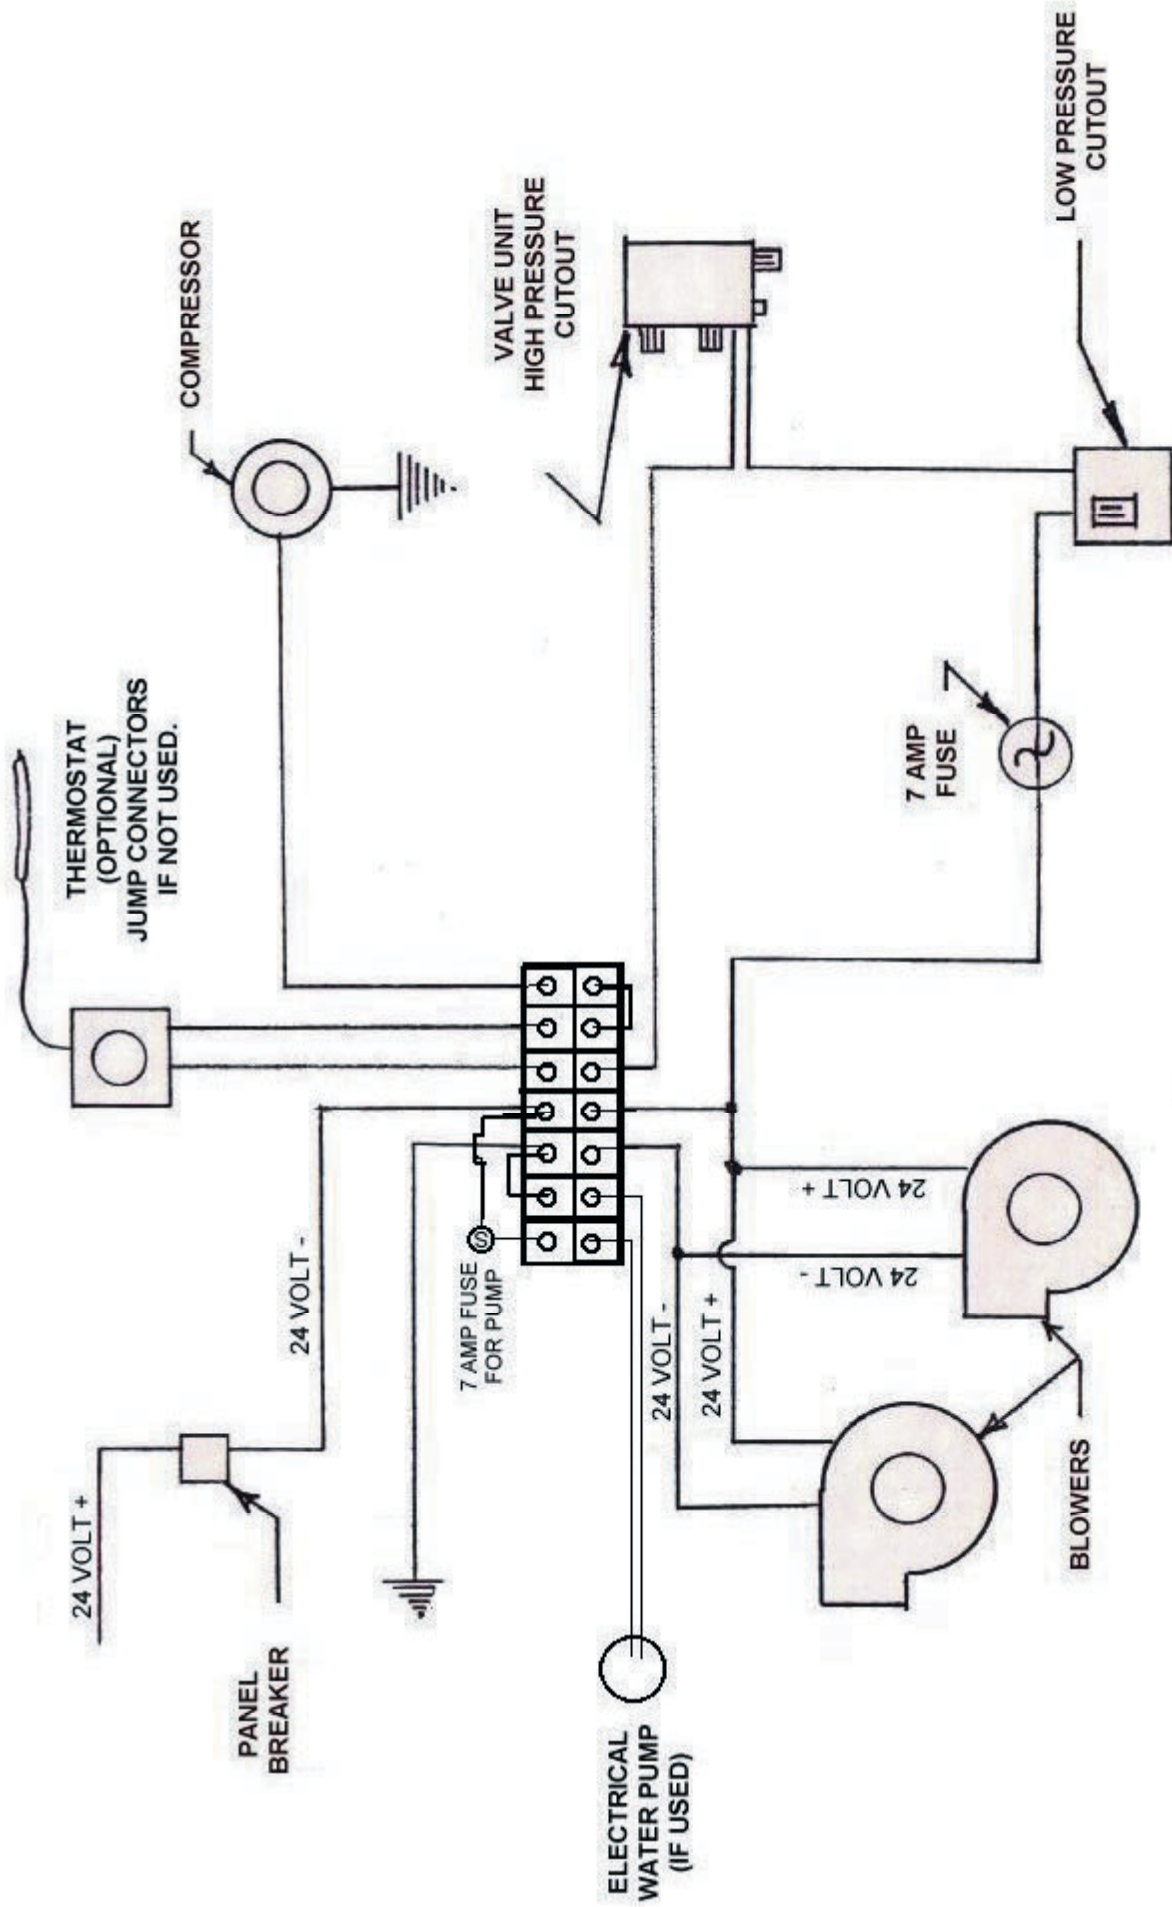 24 VOLT +
PANEL
BREAKER
24 VOLT -
THERMOSTAT
(OPTIONAL)
JUMP CONNECTORS
IF NOT USED.
COMPRESSOR
7 AMP FUSE
FOR PUMP
S
VALVE UNIT
HIGH PRESSURE
CUTOUT
ELECTRICAL
WATER PUMP
(IF USED)
24 VOLT -
24 VOLT +
24 VOLT -
24 VOLT +
7 AMP
FUSE
BLOWERS
LOW PRESSURE
CUTOUT